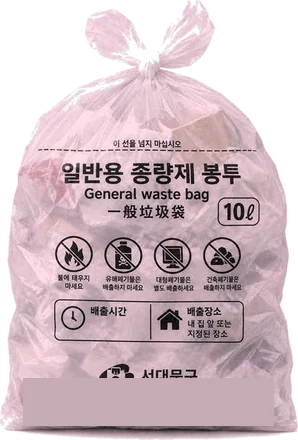 이 선을 넘지 마십시오
일반용 종량제 봉투
General waste bag
一般垃圾袋
10ℓ
불에 태우지
마세요
유해폐기물은
배출하지 마세요
대형폐기물은
별도 배출하세요
건축폐기물은
배출하지 마세요
배출시간
배출장소
내 집 앞 또는
지정된 장소
서대문구